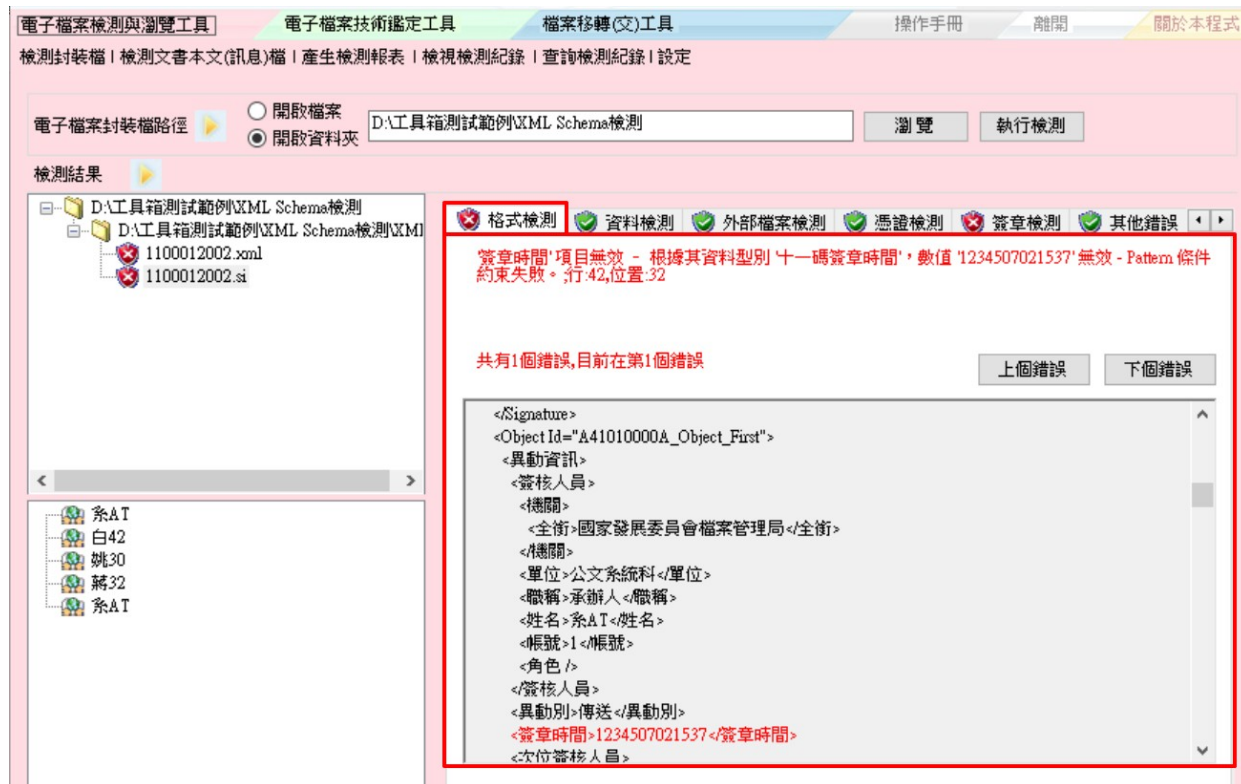 電子檔案檢測與瀏覽工具 電子檔案技術鑑定工具 檔案移轉(交)工具 操作手冊 離開 關於本程式
檢測封裝檔 | 檢測文書本文(訊息)檔 | 產生檢測報表 | 檢視檢測紀錄 | 查詢檢測紀錄 | 設定
電子檔案封裝檔路徑
開啟檔案
開啟資料夾
D:\工具箱測試範例\XML Schema檢測
瀏覽 執行檢測
檢測結果
D:\工具箱測試範例\XML Schema檢測
D:\工具箱測試範例\XML Schema檢測\XMl
1100012002.xml
1100012002.si
糸AT
白42
姚30
蔣32
糸AT
格式檢測 資料檢測 外部檔案檢測 憑證檢測 簽章檢測 其他錯誤
'簽章時間' 項目無效 - 根據其資料型別 '十一碼簽章時間'，數值 '1234507021537' 無效 - Pattern 條件
約束失敗。;行:42,位置:32
共有1個錯誤,目前在第1個錯誤
上個錯誤 下個錯誤
</Signature>
<Object Id="A41010000A_Object_First">
<異動資訊>
<簽核人員>
<機關>
<全銜>國家發展委員會檔案管理局</全銜>
</機關>
<單位>公文系統科</單位>
<職稱>承辦人</職稱>
<姓名>糸AT</姓名>
<帳號>1</帳號>
<角色 />
</簽核人員>
<異動別>傳送</異動別>
<簽章時間>1234507021537</簽章時間>
<次位簽核人員>